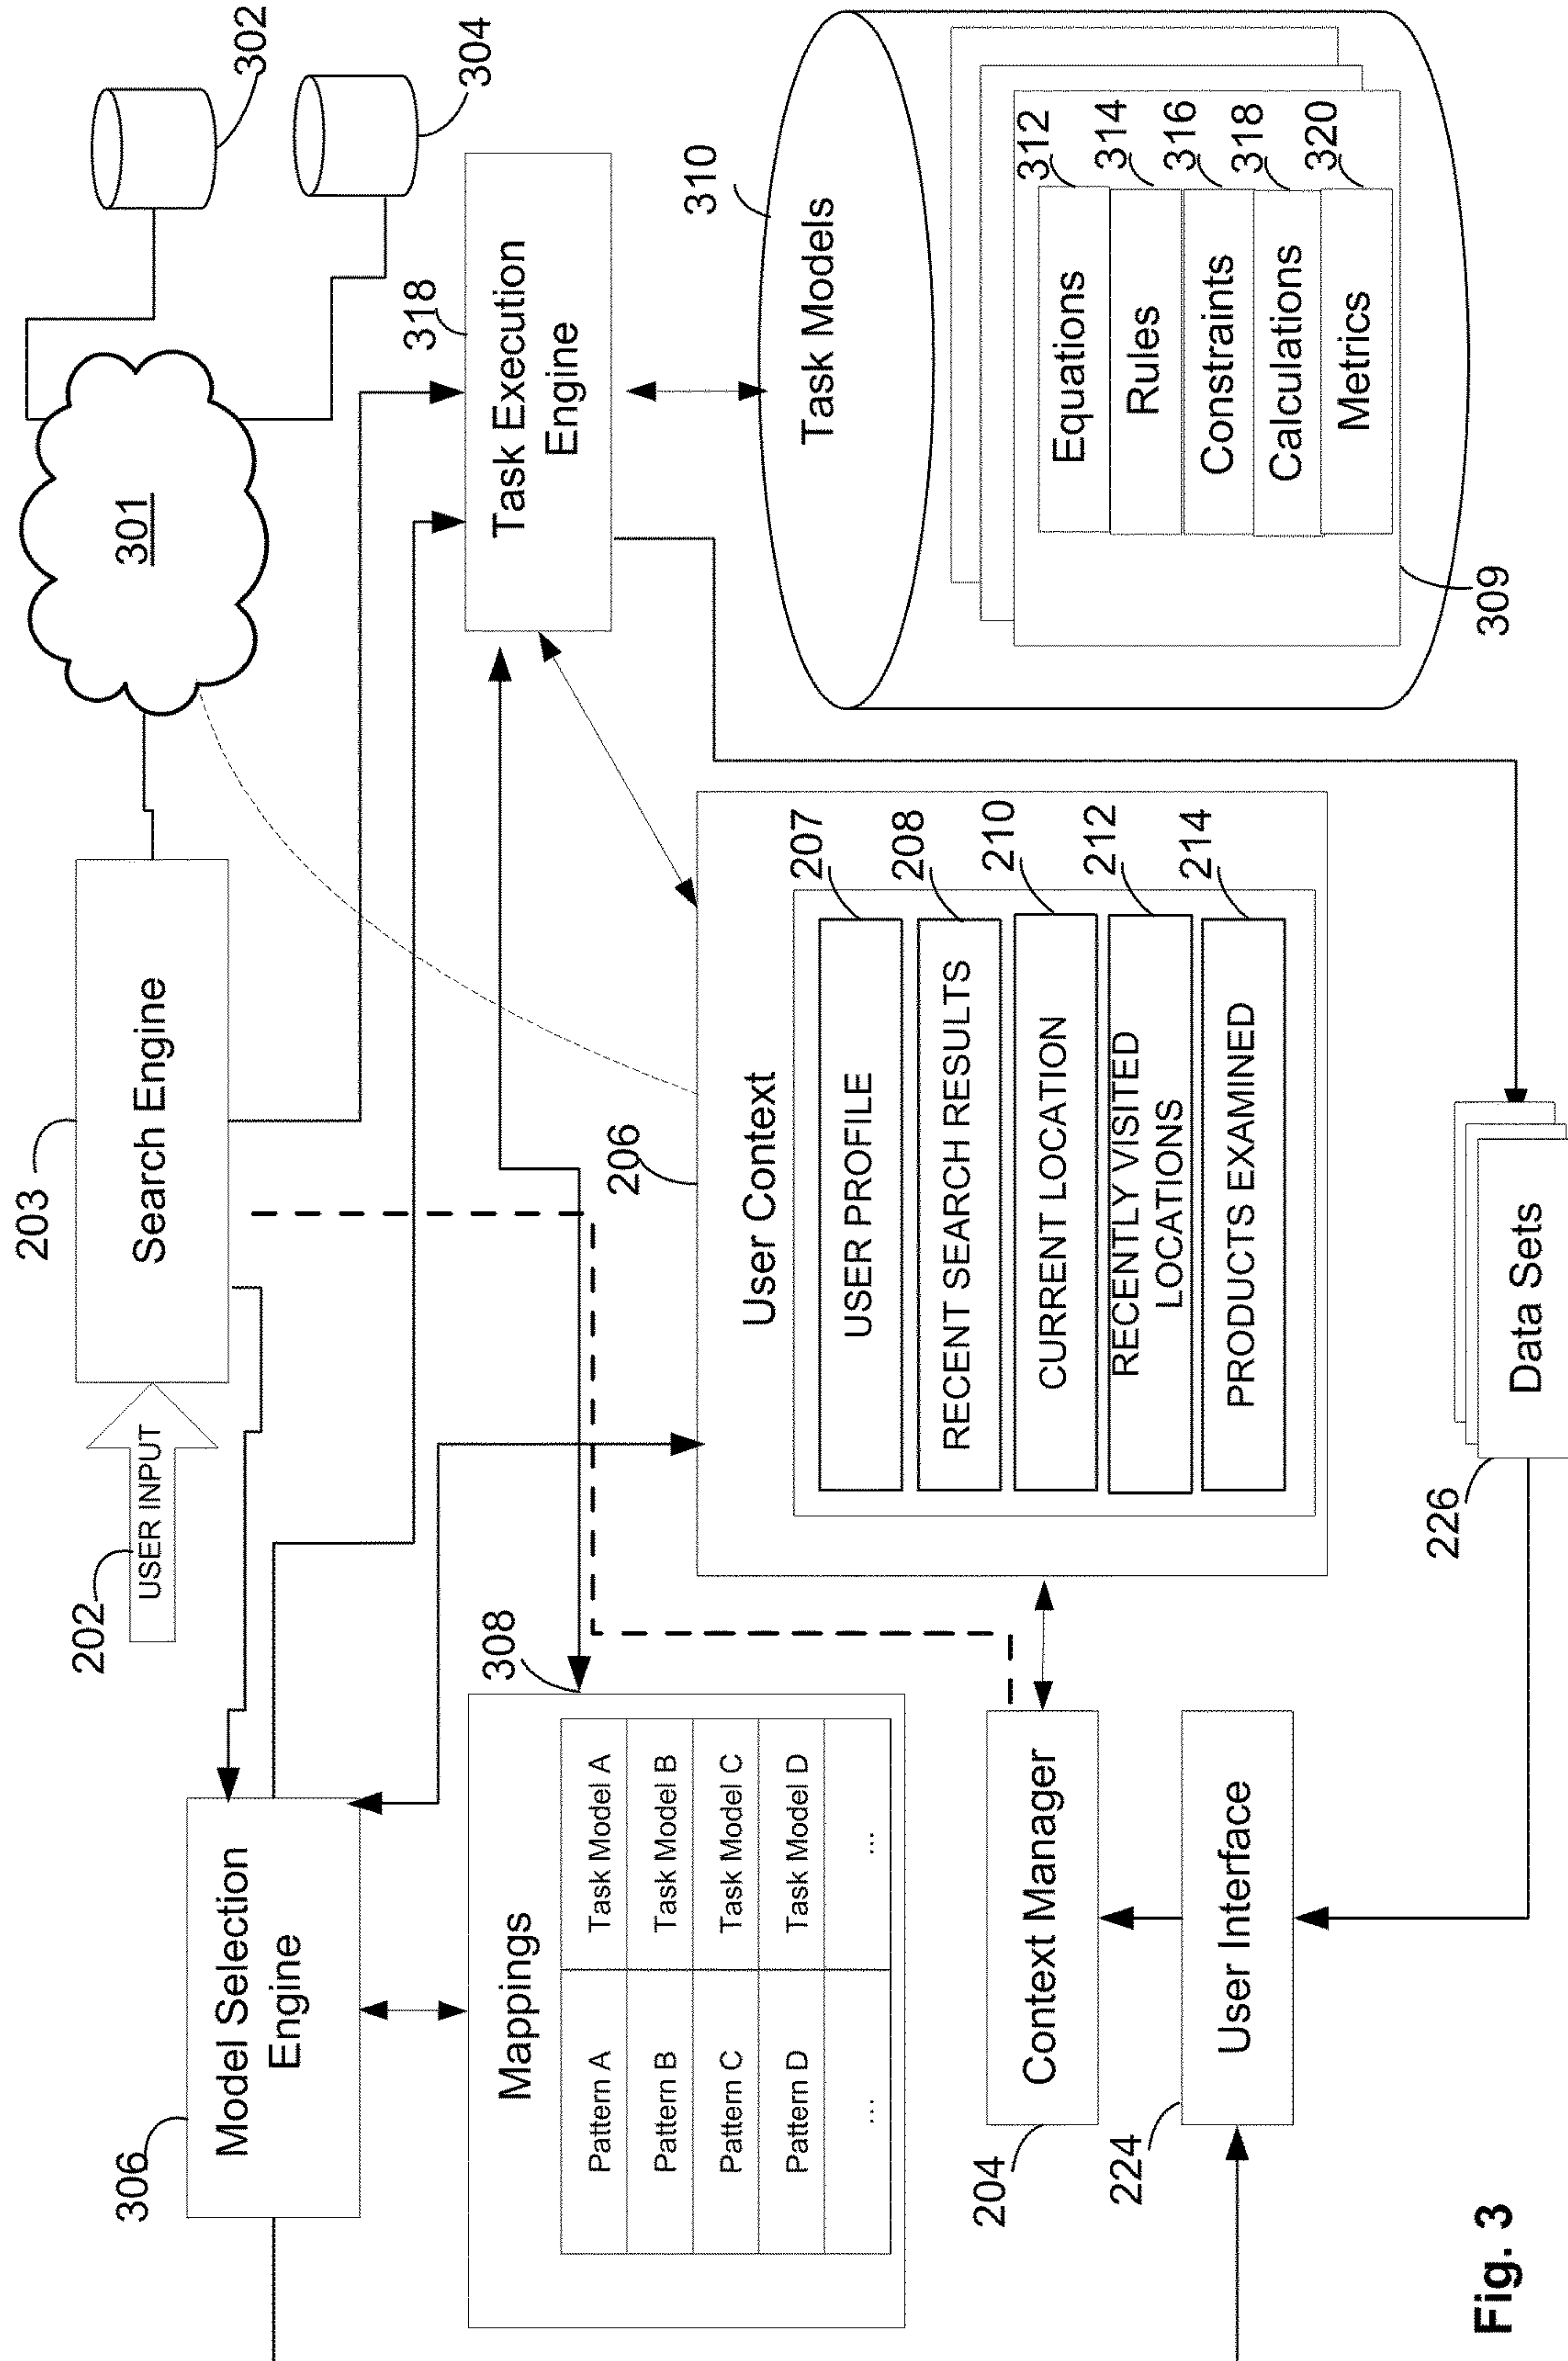 202
USER INPUT
203
Search Engine
301
302
304
306
Model Selection
Engine
308
Mappings
Pattern A
Task Model A
Pattern B
Task Model B
Pattern C
Task Model C
Pattern D
Task Model D
...
...
318
Task Execution
Engine
206
User Context
USER PROFILE
207
RECENT SEARCH RESULTS
208
CURRENT LOCATION
210
RECENTLY VISITED
LOCATIONS
212
PRODUCTS EXAMINED
214
310
Task Models
Equations
312
Rules
314
Constraints
316
Calculations
318
Metrics
320
309
204
Context Manager
224
User Interface
226
Data Sets
Fig. 3